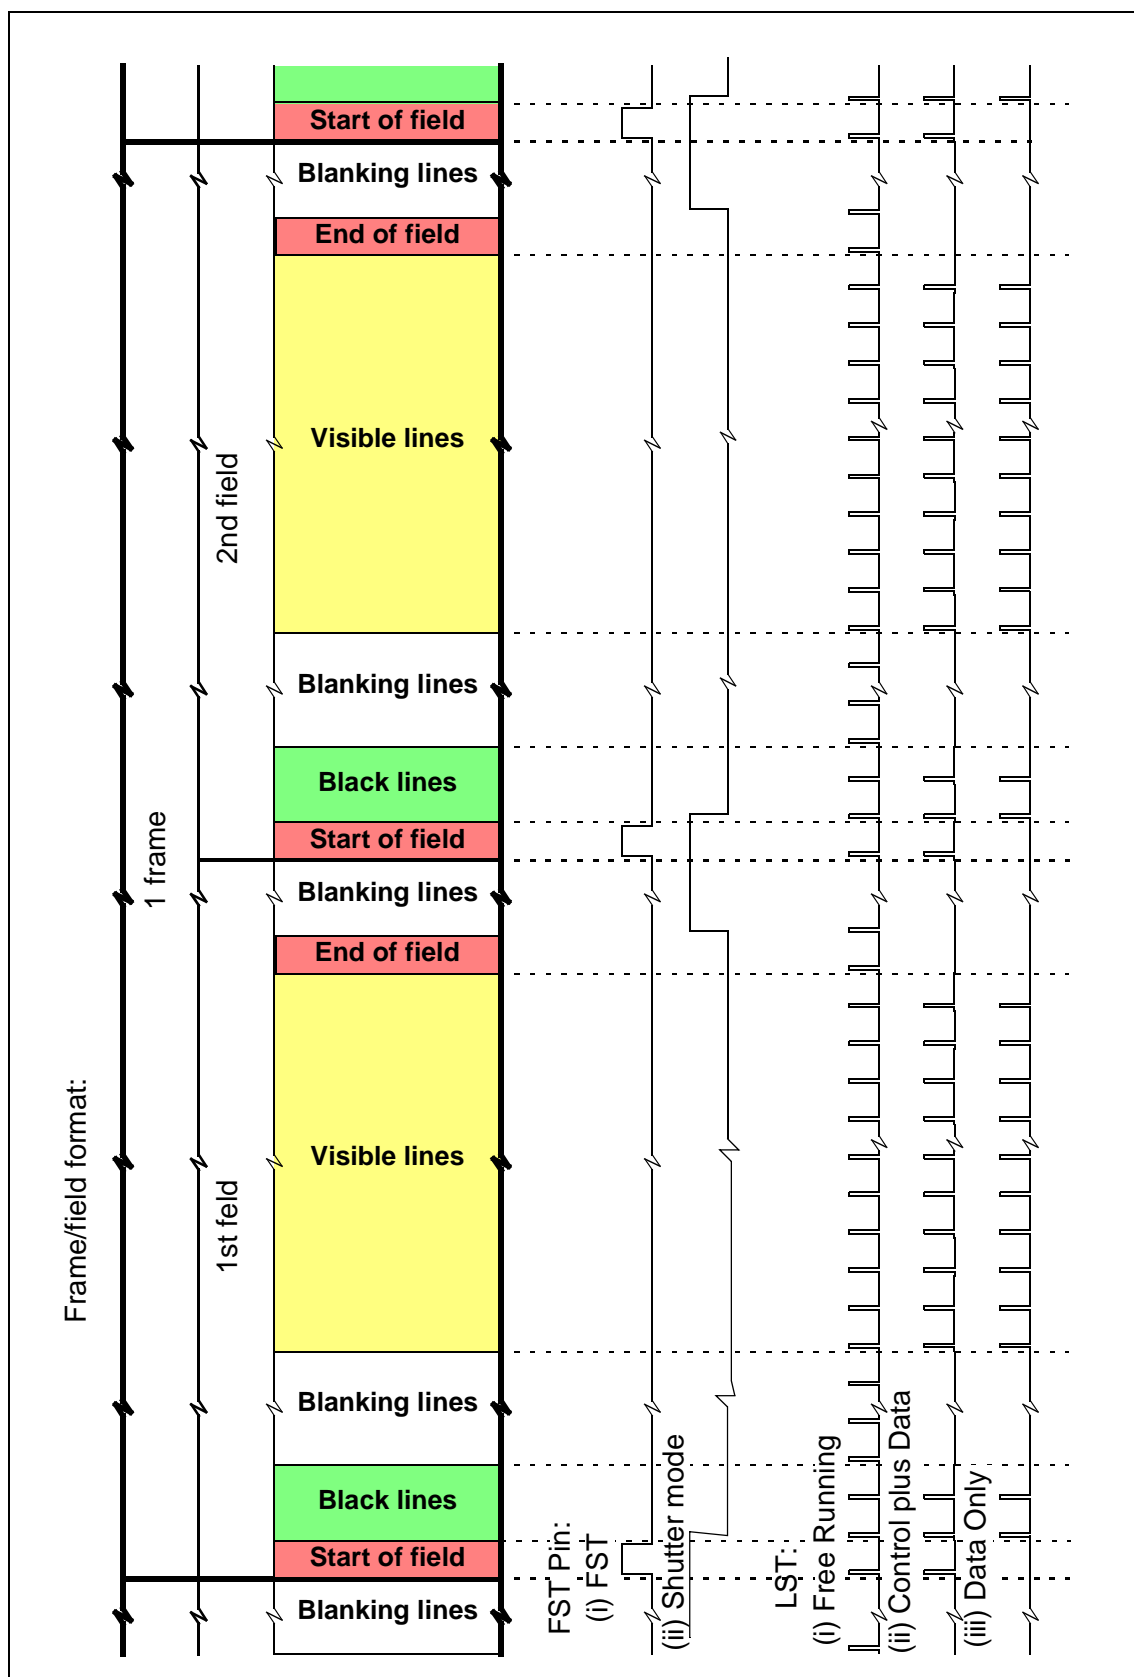 Start of field
Blanking lines
End of field
Visible lines
2nd field
Blanking lines
Black lines
Start of field
1 frame
Blanking lines
End of field
Frame/field format:
Visible lines
1st feld
Blanking lines
Black lines
Start of field
Blanking lines
FST Pin:
(i) FST
(ii) Shutter mode
LST:
(i) Free Running
(ii) Control plus Data
(iii) Data Only